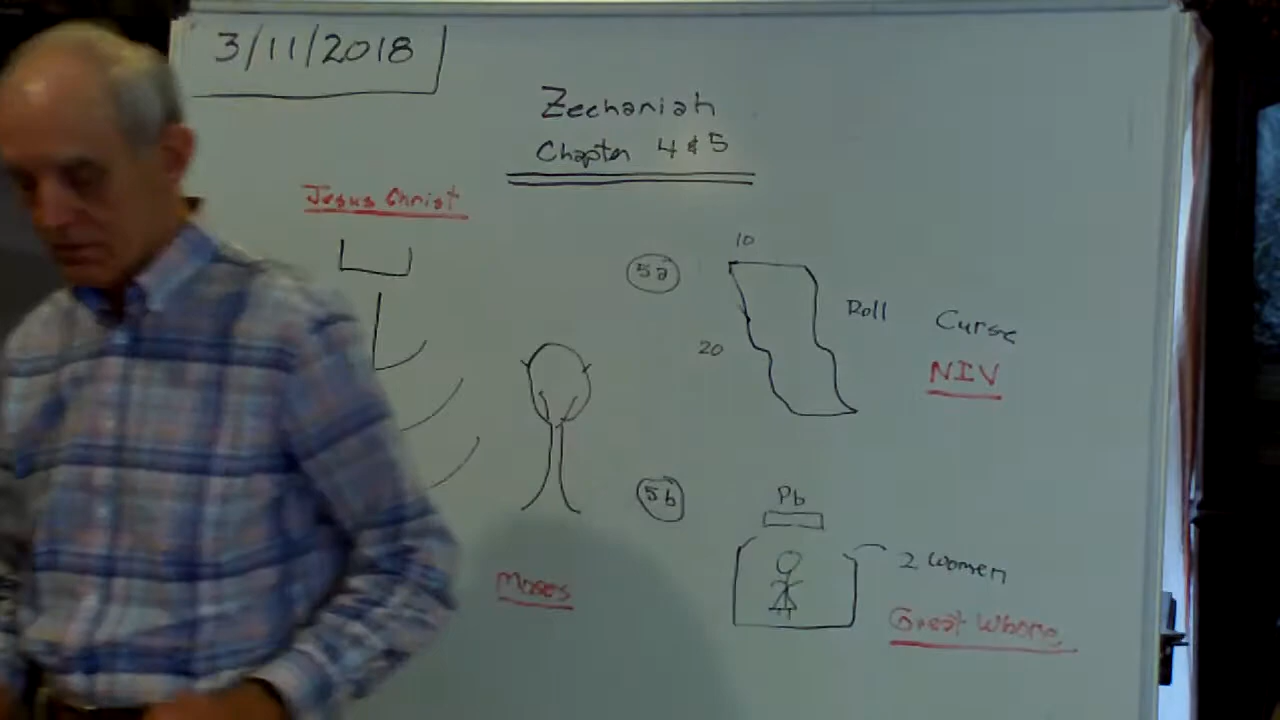 3/11/2018
Zechariah
Chapter 4 & 5
Jesus Christ
5a
10
20
Roll
Curse
NIV
Moses
5b
Pb
2 Women
Great Whore